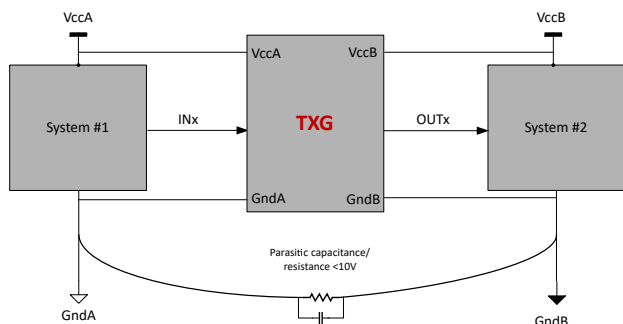 VccA
VccB
VccA
VccB
System #1
INx
TXG
OUTx
System #2
GndA
GndB
Parasitic capacitance/
resistance <10V
GndA
GndB